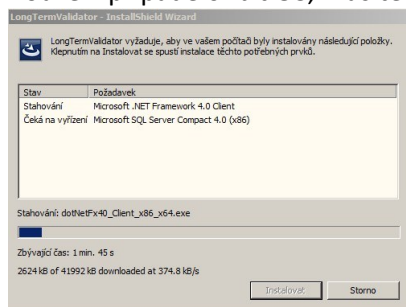 LongTermValidator - InstallShield Wizard
LongTermValidator vyžaduje, aby ve vašem počítači byly instalovány následující položky.
Klepnutím na Instalovat se spustí instalace těchto potřebných prvků.
Stav Požadavek
Stahování Microsoft .NET Framework 4.0 Client
Čeká na vyřízení Microsoft SQL Server Compact 4.0 (x86)
Stahování: dotNetFx40_Client_x86_x64.exe
Zbývající čas: 1 min. 45 s
2624 kB of 41992 kB downloaded at 374.8 kB/s
Instalovat Storno